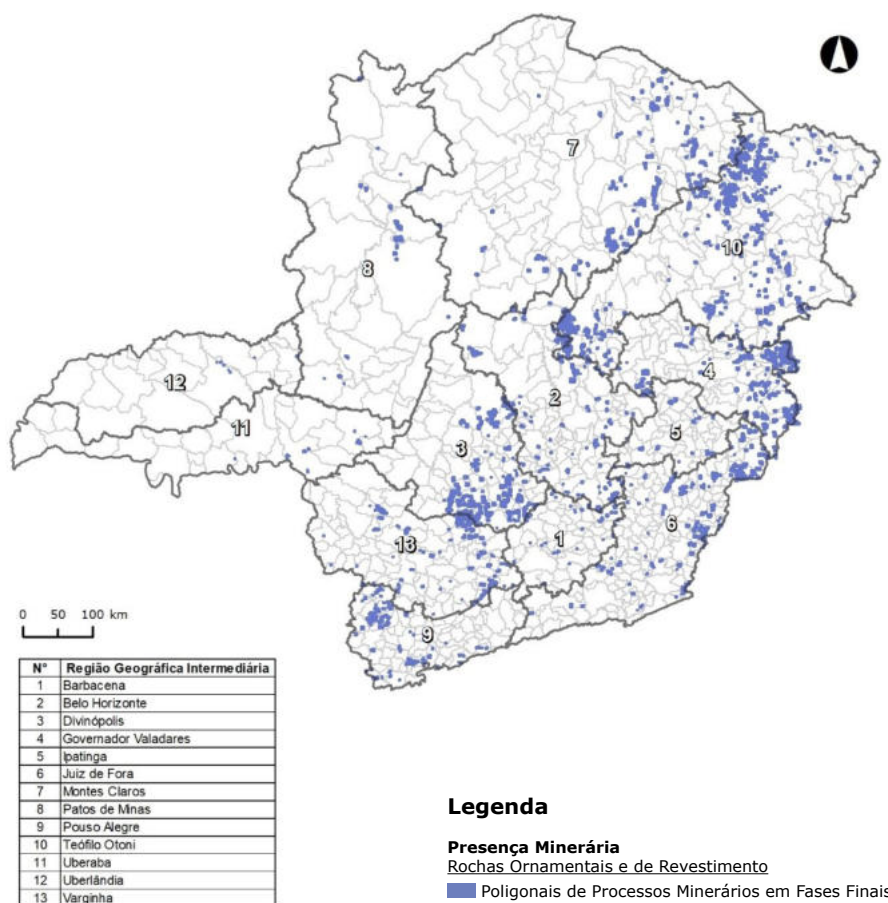 7
10
8
4
12
2
11
5
3
6
1
13
9
0 50 100 km
N° Região Geográfica Intermediária
1 Barbacena
2 Belo Horizonte
3 Divinópolis
4 Governador Valadares
5 Ipatinga
6 Juiz de Fora
7 Montes Claros
8 Patos de Minas
9 Pouso Alegre
10 Teófilo Otoni
11 Uberaba
12 Uberlândia
13 Varginha
Legenda
Presença Minerária
Rochas Ornamentais e de Revestimento
Poligonais de Processos Minerários em Fases Finais